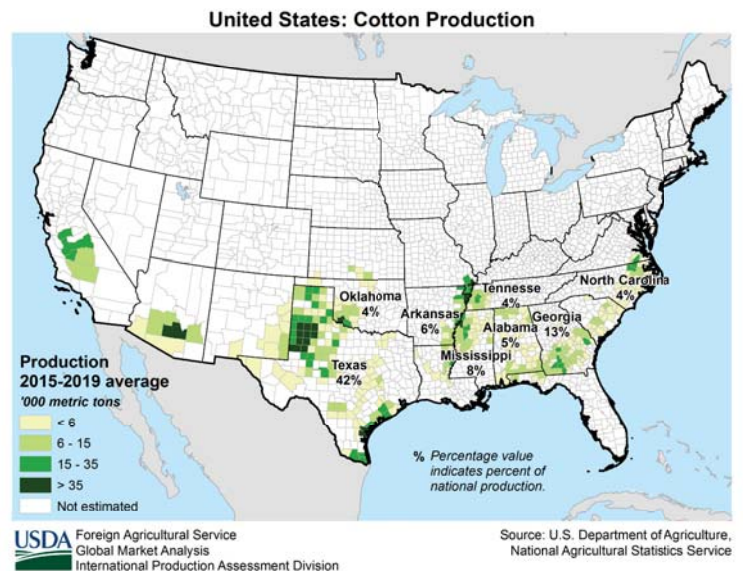 United States: Cotton Production
Oklahoma
4%
Tennesse
4%
North Carolina
4%
Arkansas
6%
Georgia
13%
Alabama
5%
Mississippi
8%
Texas
42%
Production
2015-2019 average
'000 metric tons
< 6
6 - 15
15 - 35
> 35
Not estimated
% Percentage value
indicates percent of
national production.
USDA
Foreign Agricultural Service
Global Market Analysis
International Production Assessment Division
Source: U.S. Department of Agriculture,
National Agricultural Statistics Service